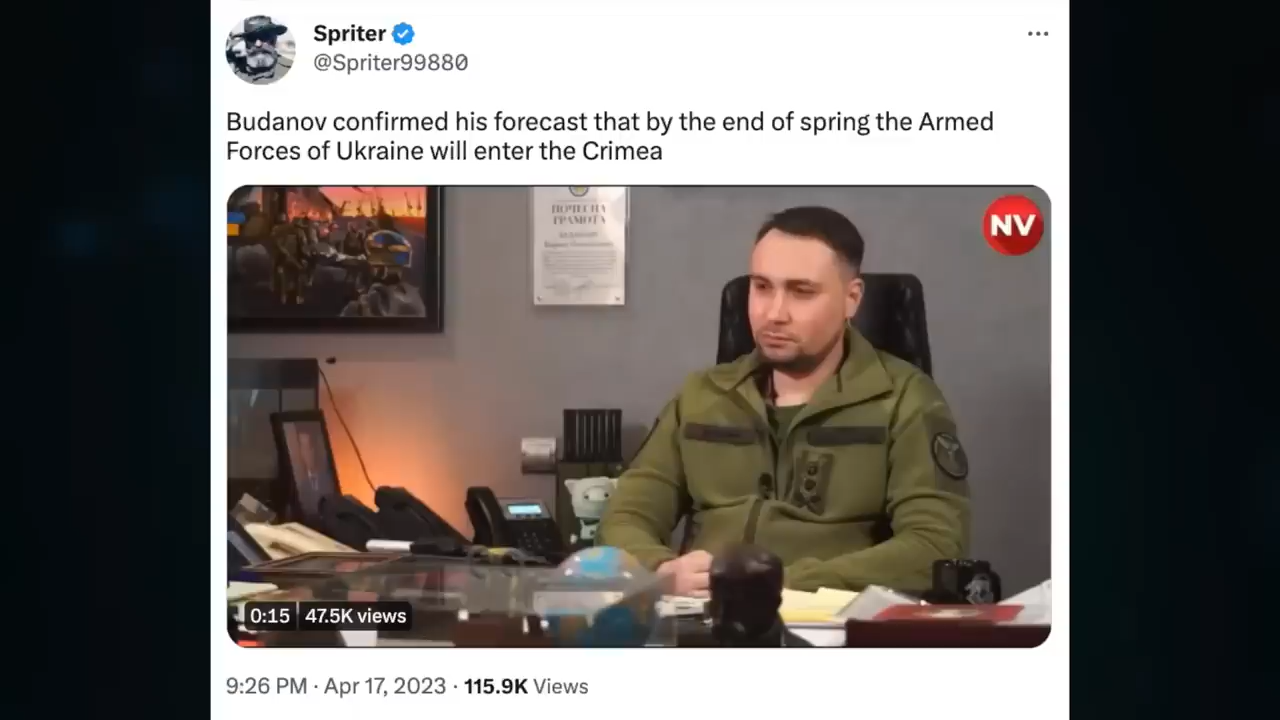 Spriter
@Spriter99880
Budanov confirmed his forecast that by the end of spring the Armed
Forces of Ukraine will enter the Crimea
NV
ПОЧЕСНА
ГРАМОТА
0:15 47.5K views
9:26 PM · Apr 17, 2023 · 115.9K Views